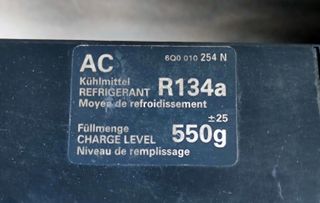 AC 6Q0 010 254 N
Kühlmittel
REFRIGERANT R134a
Moyen de refroidissement
±25
Füllmenge
CHARGE LEVEL 550g
Niveau de remplissage